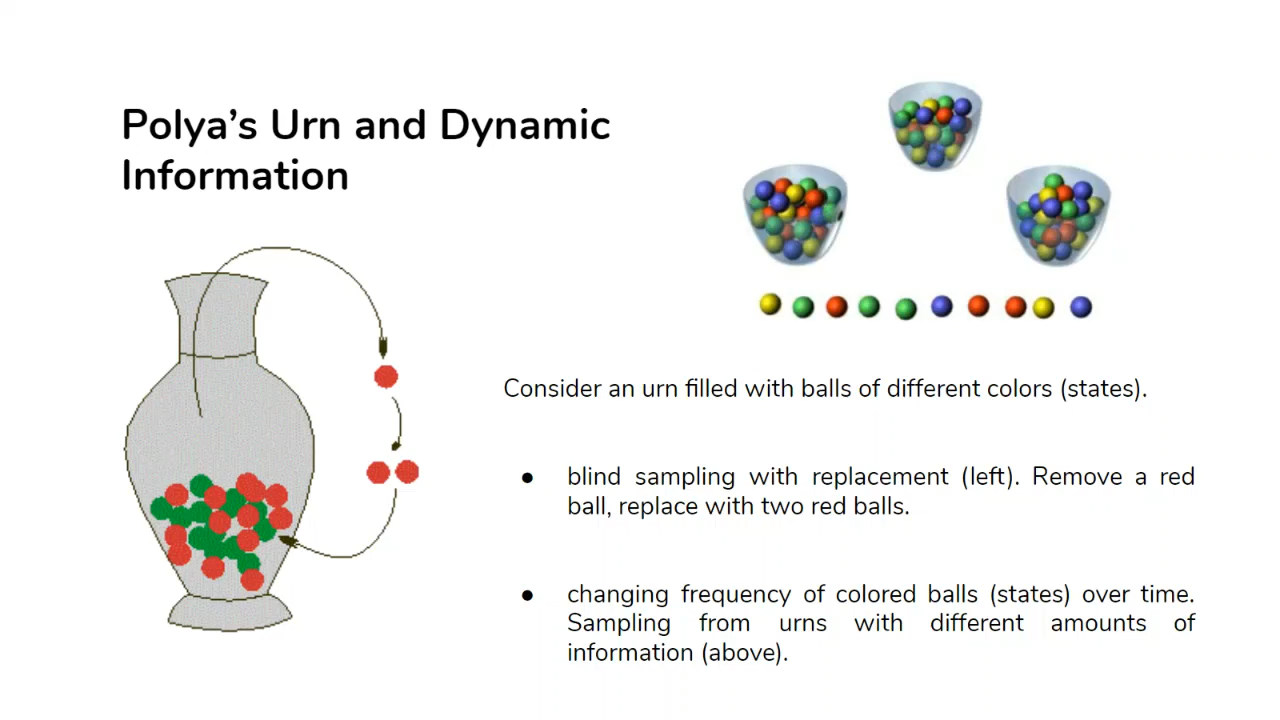 Polya’s Urn and Dynamic
Information
Consider an urn filled with balls of different colors (states).
● blind sampling with replacement (left). Remove a red
ball, replace with two red balls.
● changing frequency of colored balls (states) over time.
Sampling from urns with different amounts of
information (above).